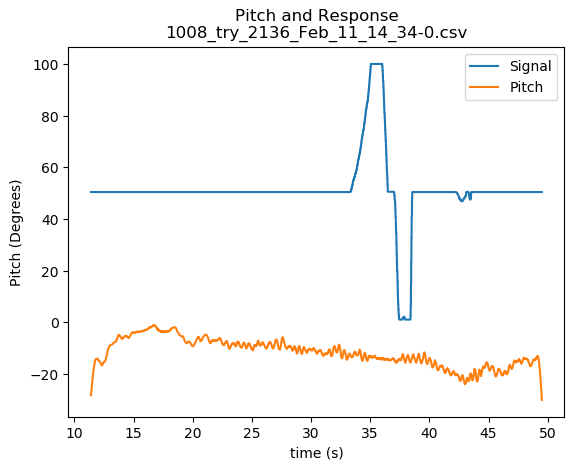 Pitch and Response
1008_try_2136_Feb_11_14_34-0.csv
Signal
Pitch
Pitch (Degrees)
100
80
60
40
20
0
−20
10
15
20
25
30
35
40
45
50
time (s)